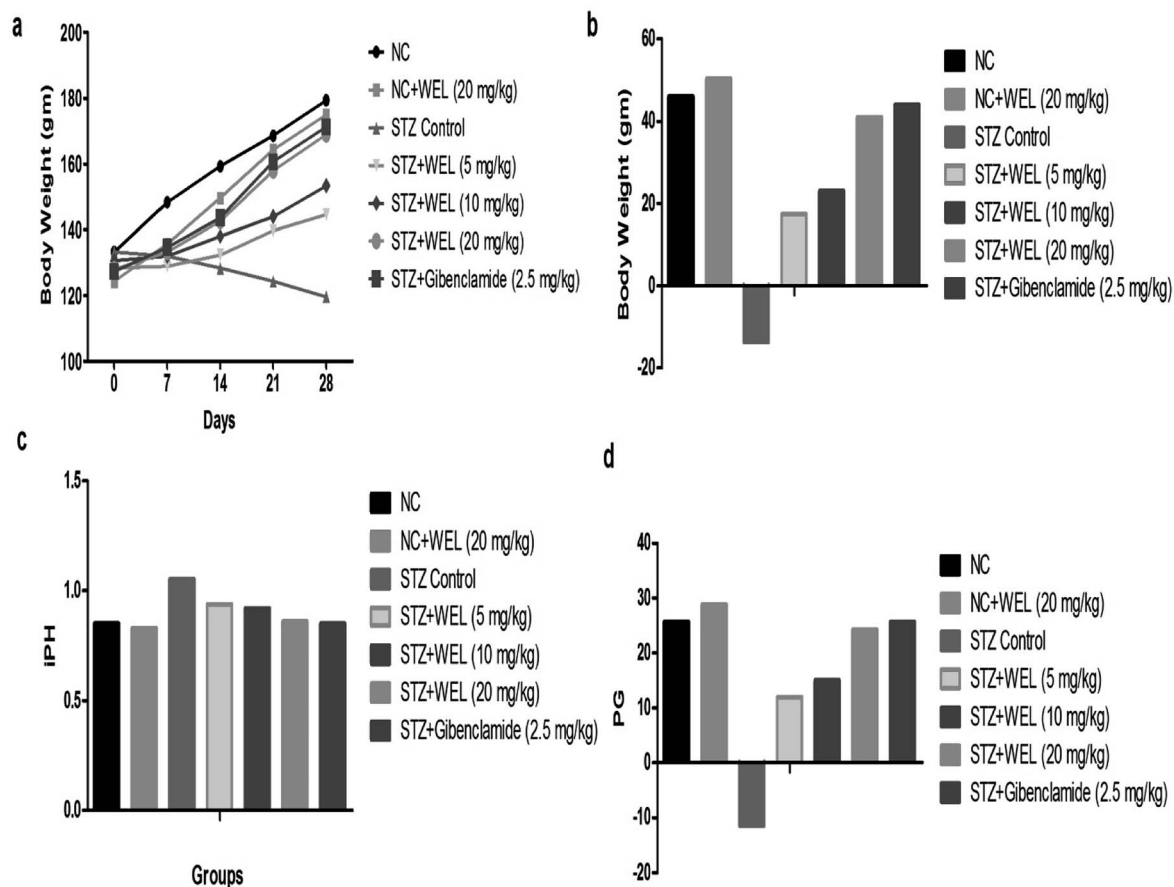 a
Body Weight (gm)
200
180
160
140
120
100
0 7 14 21 28
Days
NC
NC+WEL (20 mg/kg)
STZ Control
STZ+WEL (5 mg/kg)
STZ+WEL (10 mg/kg)
STZ+WEL (20 mg/kg)
STZ+Gibenclamide (2.5 mg/kg)
b
Body Weight (gm)
60
40
20
0
-20
NC
NC+WEL (20 mg/kg)
STZ Control
STZ+WEL (5 mg/kg)
STZ+WEL (10 mg/kg)
STZ+WEL (20 mg/kg)
STZ+Gibenclamide (2.5 mg/kg)
c
iPH
1.5
1.0
0.5
0.0
Groups
NC
NC+WEL (20 mg/kg)
STZ Control
STZ+WEL (5 mg/kg)
STZ+WEL (10 mg/kg)
STZ+WEL (20 mg/kg)
STZ+Gibenclamide (2.5 mg/kg)
d
PG
40
30
20
10
0
-10
-20
NC
NC+WEL (20 mg/kg)
STZ Control
STZ+WEL (5 mg/kg)
STZ+WEL (10 mg/kg)
STZ+WEL (20 mg/kg)
STZ+Gibenclamide (2.5 mg/kg)